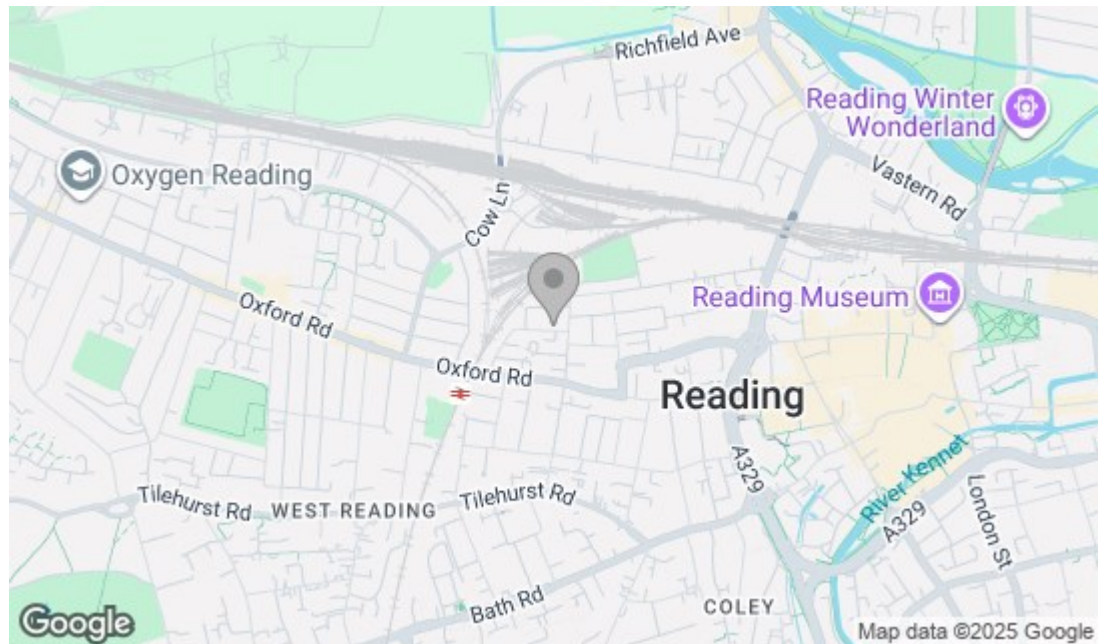 Richfield Ave
Reading Winter
Wonderland
Oxygen Reading
Cow Ln
Vastern Rd
Reading Museum
Oxford Rd
Oxford Rd
Reading
A329
River Kennet
A329
London St
Tilehurst Rd
WEST READING
Tilehurst Rd
Bath Rd
COLEY
Google
Map data ©2025 Google